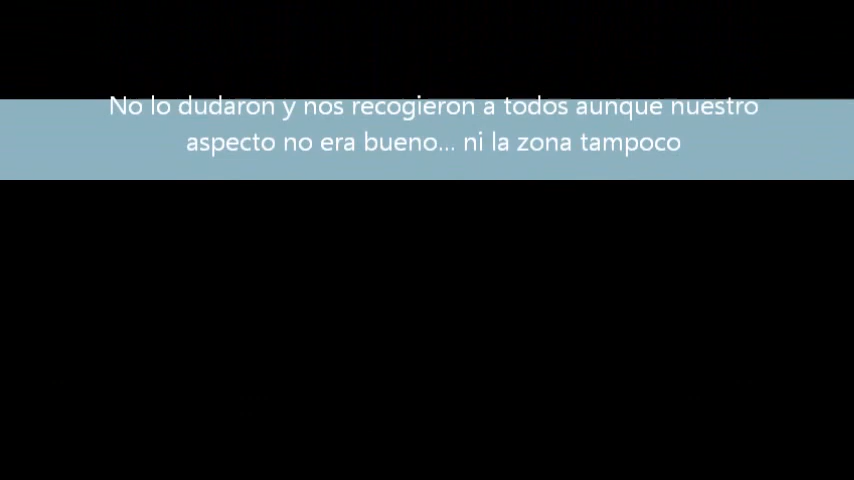 No lo dudaron y nos recogieron a todos aunque nuestro
aspecto no era bueno... ni la zona tampoco